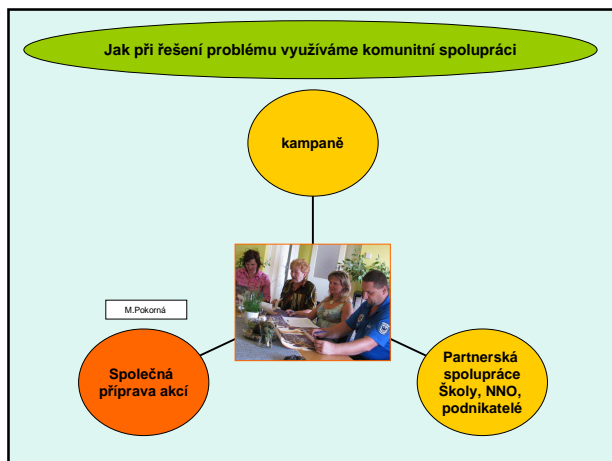 Jak při řešení problému využíváme komunitní spolupráci
kampaně
M.Pokorná
Společná
příprava akcí
Partnerská
spolupráce
Školy, NNO,
podnikatelé